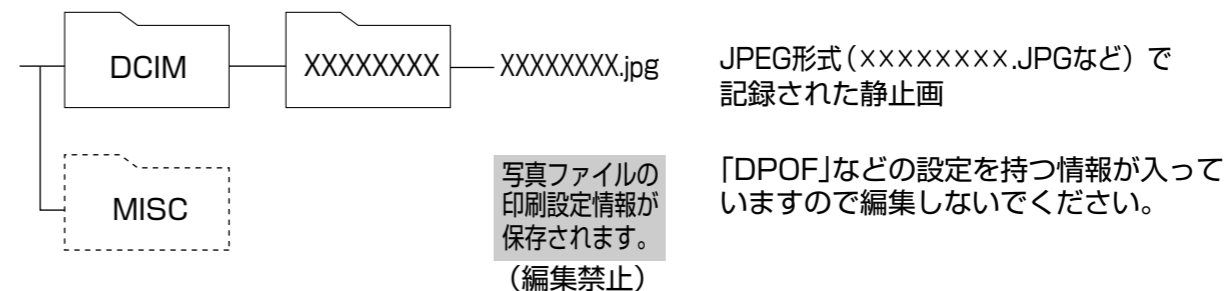 DCIM
XXXXXXXX
XXXXXXXX.jpg
JPEG形式（××××××××.JPGなど）で
記録された静止画
MISC
写真ファイルの
印刷設定情報が
保存されます。
（編集禁止）
「DPOF」などの設定を持つ情報が入って
いますので編集しないでください。